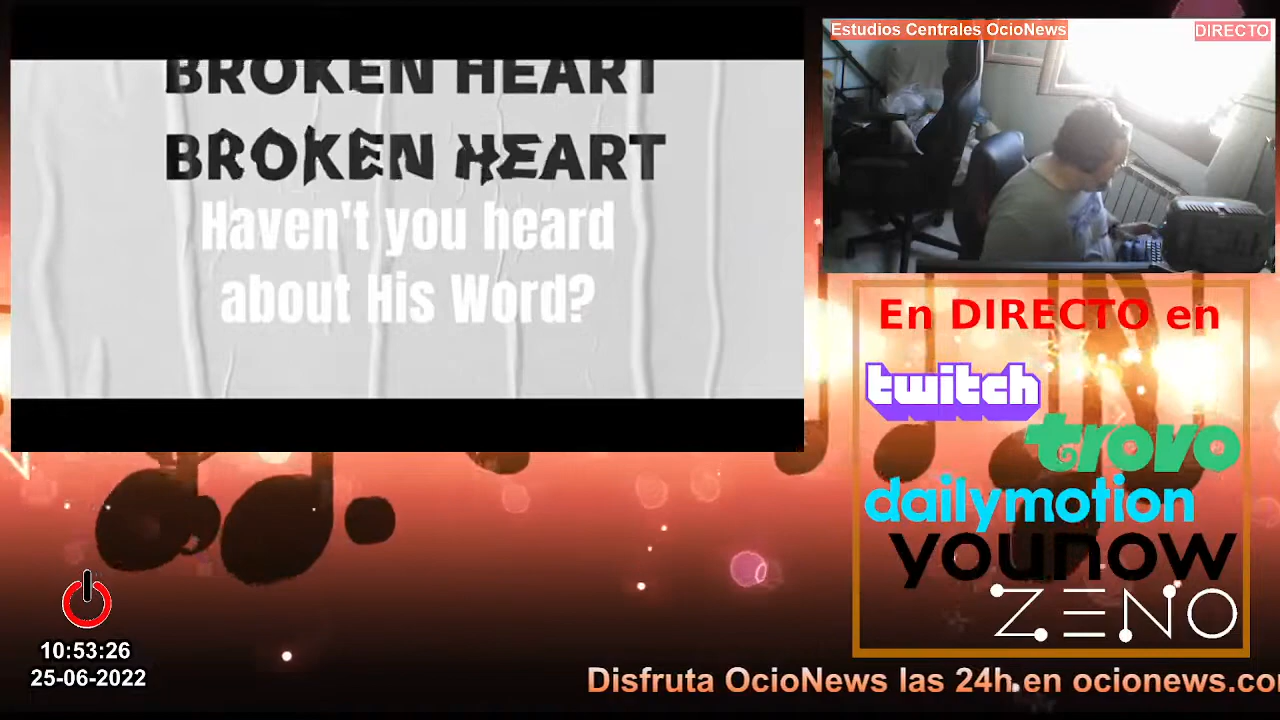 BROKEN HEART
BROKEN HEART
Haven't you heard
about His Word?
Estudios Centrales OcioNews
DIRECTO
En DIRECTO en
twitch
trovo
dailymotion
younow
ZENO
10:53:26
25-06-2022
Disfruta OcioNews las 24h en ocionews.co